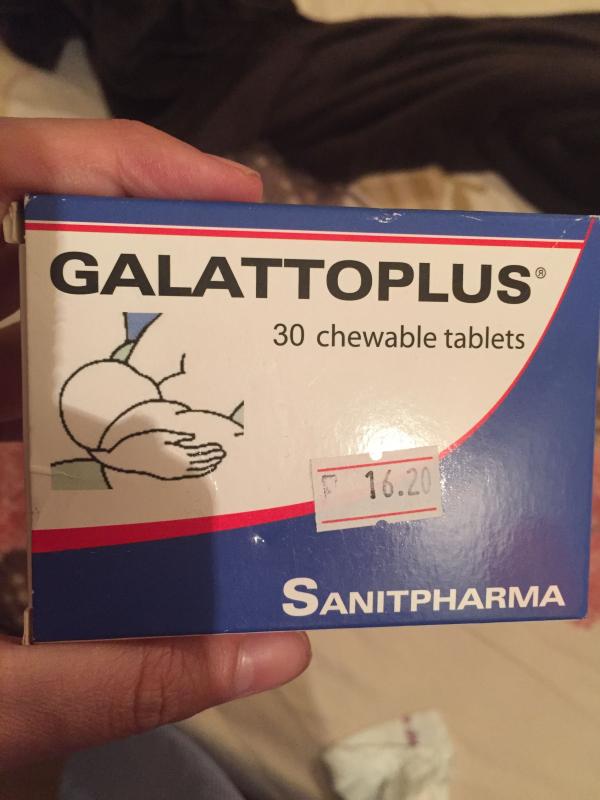 GALATTOPLUS®
30 chewable tablets
16.20
SANITPHARMA